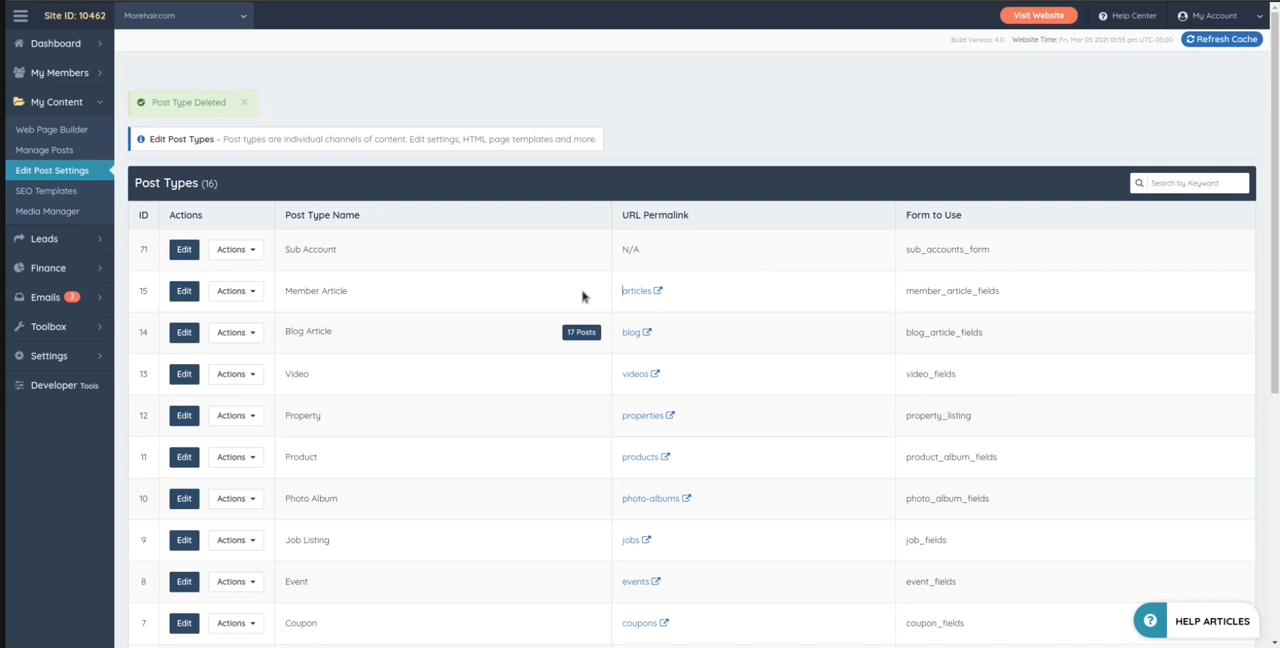 Site ID: 10462
Morehair.com
Visit Website
Help Center
My Account
Build Version: 4.0 Website Time: Fri, Mar 05 2021 01:55 pm UTC-05:00
Refresh Cache
Dashboard
My Members
My Content
Web Page Builder
Manage Posts
Edit Post Settings
SEO Templates
Media Manager
Leads
Finance
Emails 2
Toolbox
Settings
Developer Tools
Post Type Deleted ×
Edit Post Types – Post types are individual channels of content. Edit settings, HTML page templates and more.
Post Types (16)
Search by Keyword
ID Actions Post Type Name URL Permalink Form to Use
71 Edit Actions Sub Account N/A sub_accounts_form
15 Edit Actions Member Article articles member_article_fields
14 Edit Actions Blog Article 17 Posts blog blog_article_fields
13 Edit Actions Video videos video_fields
12 Edit Actions Property properties property_listing
11 Edit Actions Product products product_album_fields
10 Edit Actions Photo Album photo-albums photo_album_fields
9 Edit Actions Job Listing jobs job_fields
8 Edit Actions Event events event_fields
7 Edit Actions Coupon coupons coupon_fields
? HELP ARTICLES